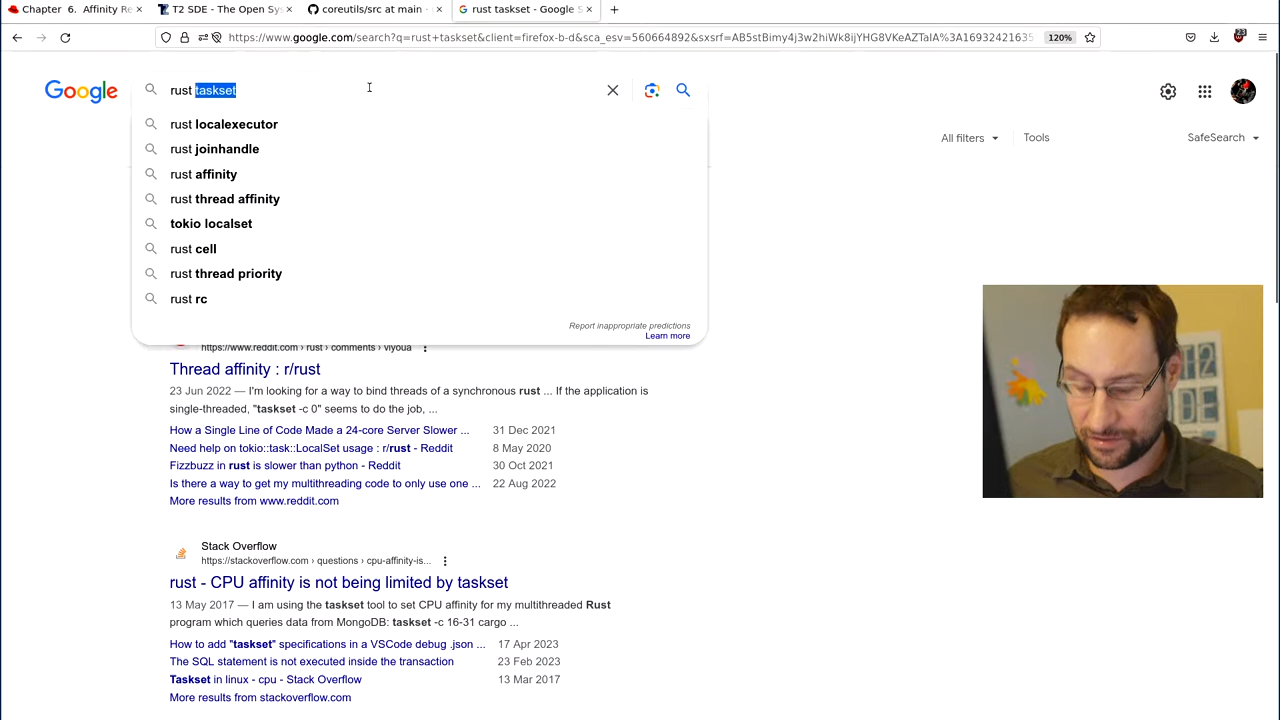 Chapter 6. Affinity Re
T2 SDE - The Open Sy
coreutils/src at main -
rust taskset - Google S
https://www.google.com/search?q=rust+taskset&client=firefox-b-d&sca_esv=560664892&sxsrf=AB5stBimy4j3w2hiWk8ijYHG8VKeAZTaIA%3A1693242163
120%
23
Google
rust taskset
rust localexecutor
rust joinhandle
rust affinity
rust thread affinity
tokio localset
rust cell
rust thread priority
rust rc
Report inappropriate predictions
Learn more
All filters
Tools
SafeSearch
https://www.reddit.com › rust › comments › viyoua
Thread affinity : r/rust
23 Jun 2022 — I'm looking for a way to bind threads of a synchronous rust ... If the application is
single-threaded, "taskset -c 0" seems to do the job, ...
How a Single Line of Code Made a 24-core Server Slower ... 31 Dec 2021
Need help on tokio::task::LocalSet usage : r/rust - Reddit 8 May 2020
Fizzbuzz in rust is slower than python - Reddit 30 Oct 2021
Is there a way to get my multithreading code to only use one ... 22 Aug 2022
More results from www.reddit.com
Stack Overflow
https://stackoverflow.com › questions › cpu-affinity-is...
rust - CPU affinity is not being limited by taskset
13 May 2017 — I am using the taskset tool to set CPU affinity for my multithreaded Rust
program which queries data from MongoDB: taskset -c 16-31 cargo ...
How to add "taskset" specifications in a VSCode debug .json ... 17 Apr 2023
The SQL statement is not executed inside the transaction 23 Feb 2023
Taskset in linux - cpu - Stack Overflow 13 Mar 2017
More results from stackoverflow.com